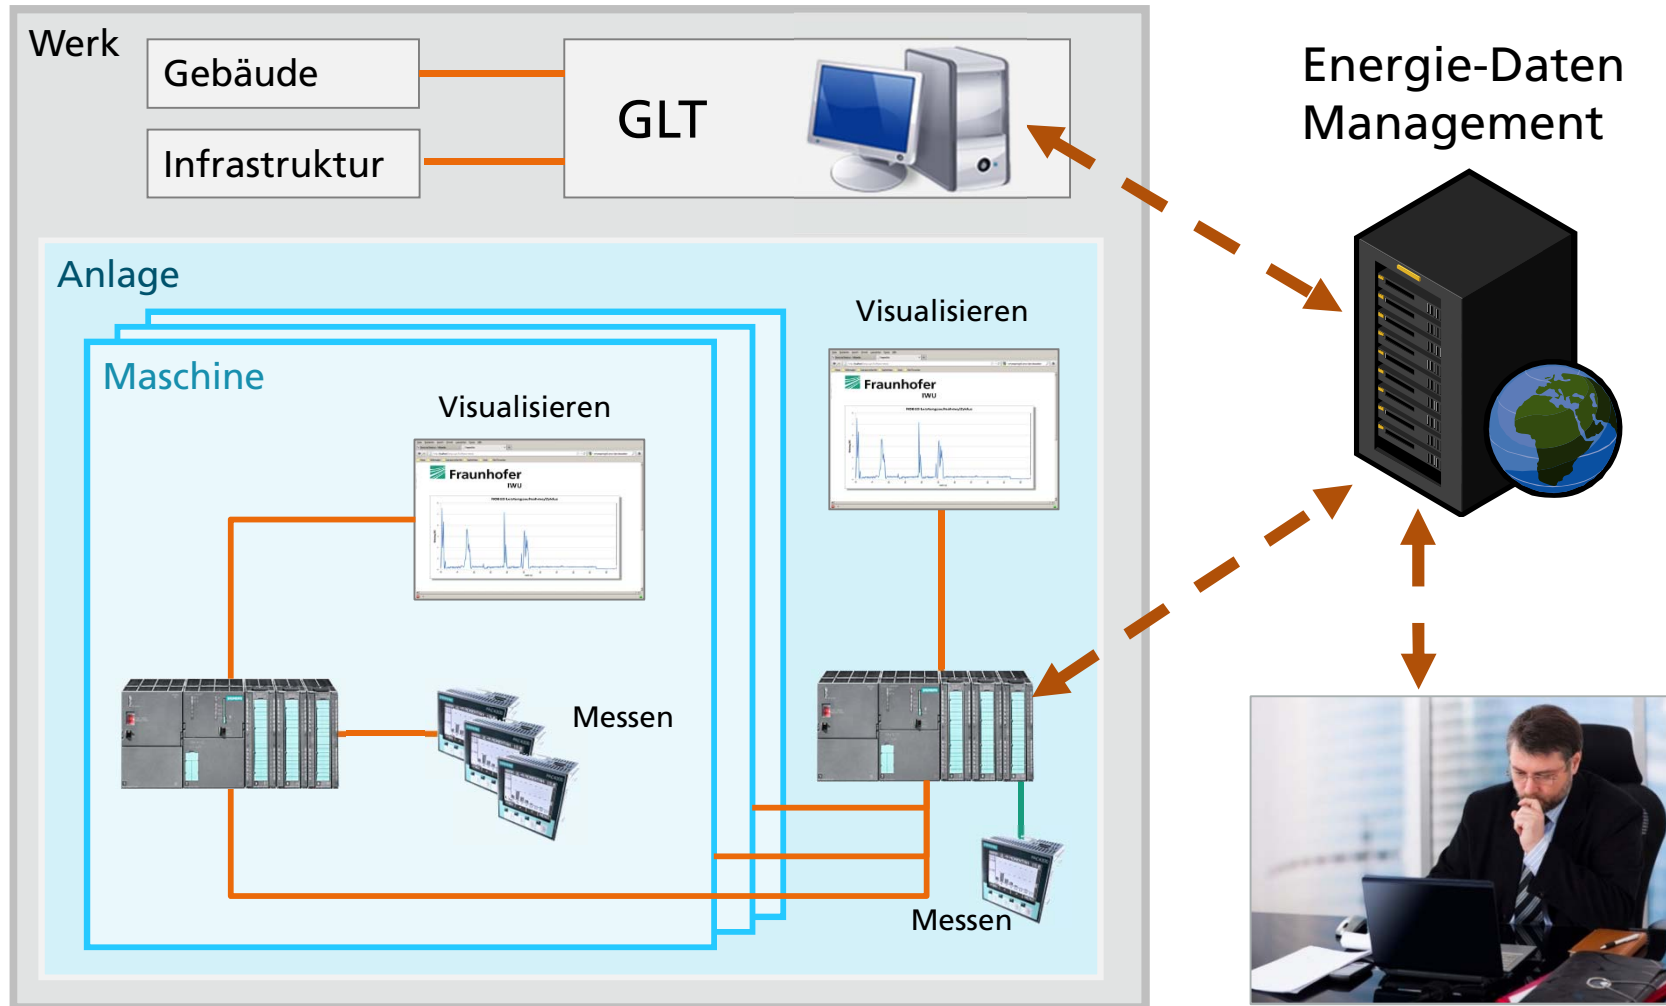 Werk
Gebäude
Infrastruktur
GLT
Energie-Daten
Management
Anlage
Maschine
Visualisieren
Fraunhofer
IWU
Messen
Visualisieren
Fraunhofer
IWU
Messen